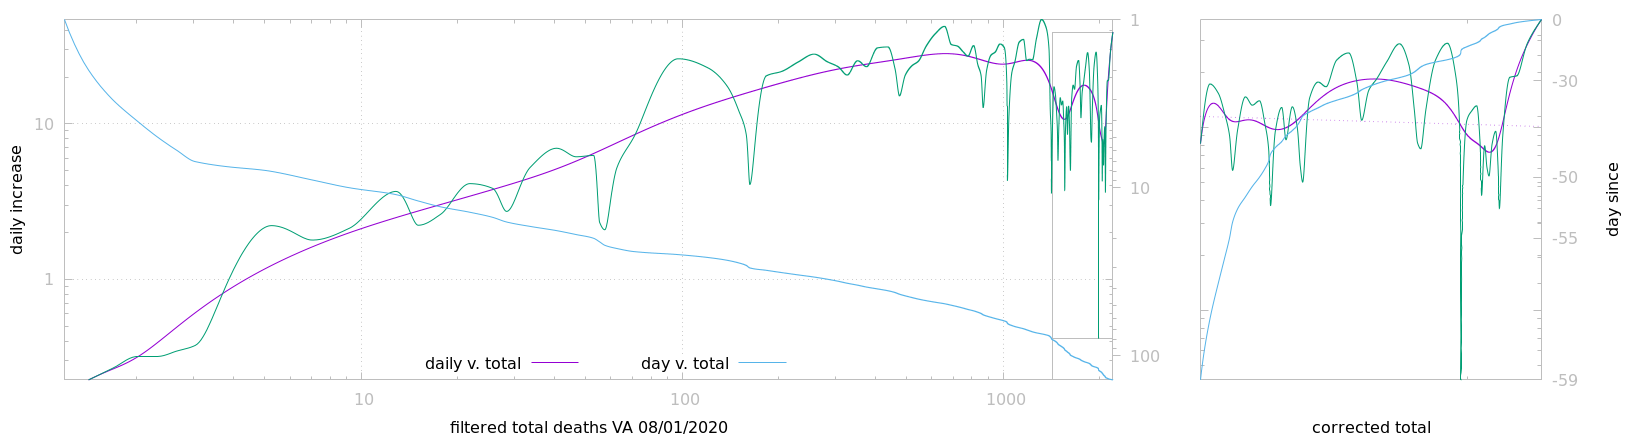 daily increase
10
1
daily v. total
day v. total
10
100
1000
filtered total deaths VA 08/01/2020
1
10
100
0
-30
-50
-55
-59
day since
corrected total